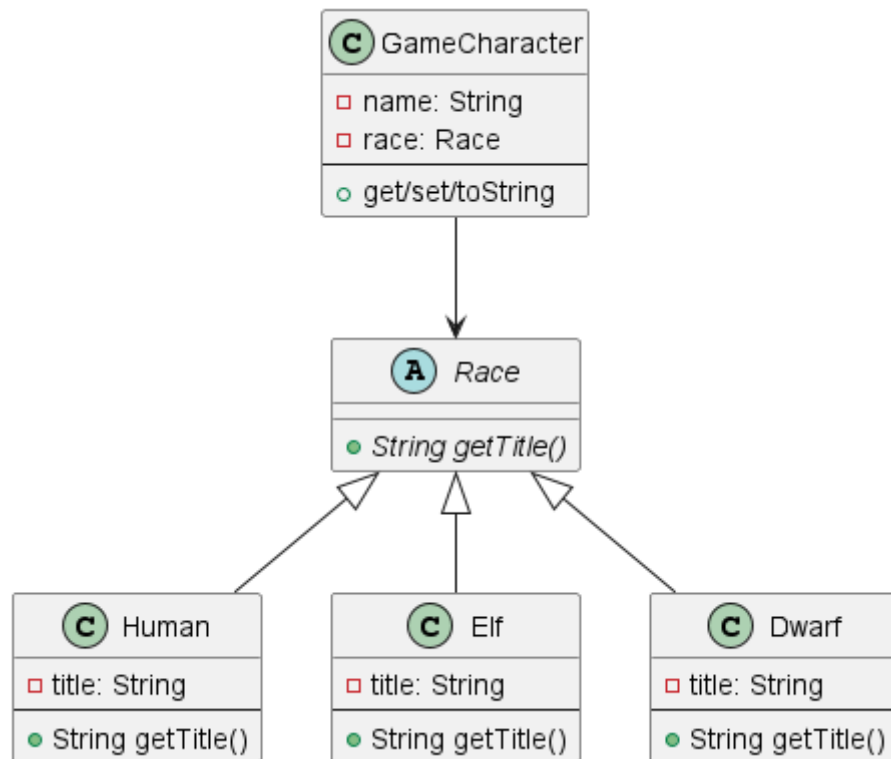 C GameCharacter
name: String
race: Race
get/set/toString
A Race
String getTitle()
C Human
title: String
String getTitle()
C Elf
title: String
String getTitle()
C Dwarf
title: String
String getTitle()